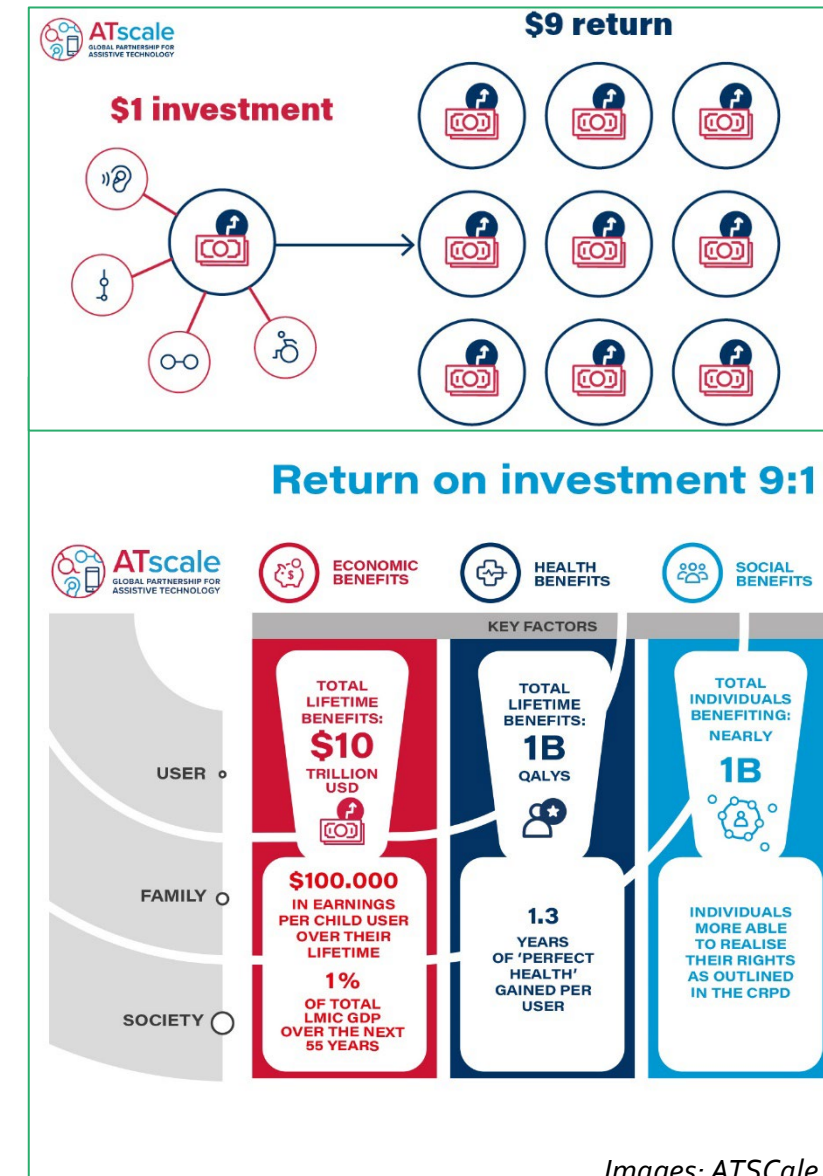 ATscale
GLOBAL PARTNERSHIP FOR
ASSISTIVE TECHNOLOGY
$1 investment
$9 return
Return on investment 9:1
ATscale
GLOBAL PARTNERSHIP FOR
ASSISTIVE TECHNOLOGY
ECONOMIC
BENEFITS
HEALTH
BENEFITS
SOCIAL
BENEFITS
KEY FACTORS
USER
FAMILY
SOCIETY
TOTAL
LIFETIME
BENEFITS:
$10
TRILLION
USD
$100.000
IN EARNINGS
PER CHILD USER
OVER THEIR
LIFETIME
1%
OF TOTAL
LMIC GDP
OVER THE NEXT
55 YEARS
TOTAL
LIFETIME
BENEFITS:
1B
QALYS
1.3
YEARS
OF 'PERFECT
HEALTH'
GAINED PER
USER
TOTAL
INDIVIDUALS
BENEFITING:
NEARLY
1B
INDIVIDUALS
MORE ABLE
TO REALISE
THEIR RIGHTS
AS OUTLINED
IN THE CRPD
Images: ATSCale